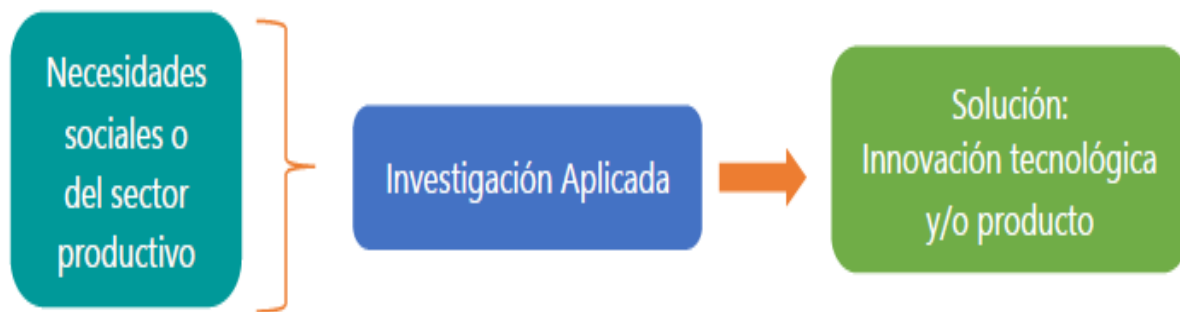 Necesidades
sociales o
del sector
productivo
Investigación Aplicada
Solución:
Innovación tecnológica
y/o producto